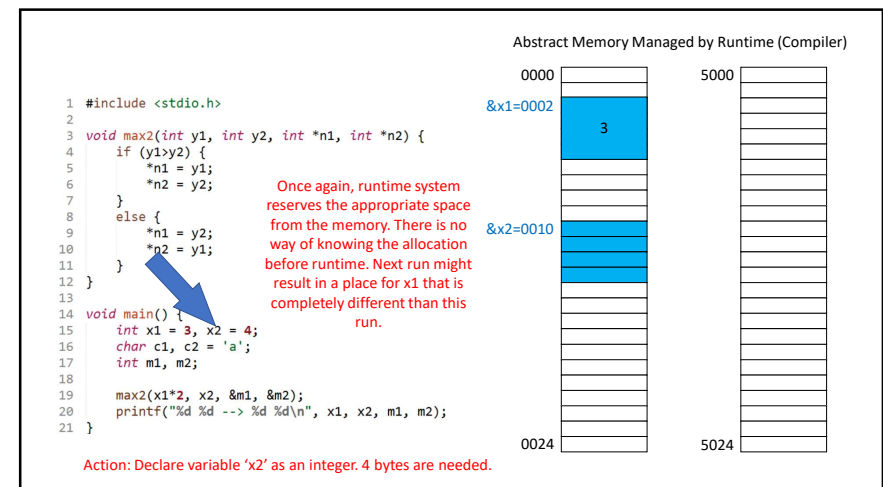 Abstract Memory Managed by Runtime (Compiler)
0000
5000
&x1=0002
3
&x2=0010
0024
5024
1 #include <stdio.h>
2
3 void max2(int y1, int y2, int *n1, int *n2) {
4 if (y1>y2) {
5 *n1 = y1;
6 *n2 = y2;
7 }
8 else {
9 *n1 = y2;
10 *n2 = y1;
11 }
12 }
13
14 void main() {
15 int x1 = 3, x2 = 4;
16 char c1, c2 = 'a';
17 int m1, m2;
18
19 max2(x1*2, x2, &m1, &m2);
20 printf("%d %d --> %d %d\n", x1, x2, m1, m2);
21 }
Once again, runtime system
reserves the appropriate space
from the memory. There is no
way of knowing the allocation
before runtime. Next run might
result in a place for x1 that is
completely different than this
run.
Action: Declare variable ‘x2’ as an integer. 4 bytes are needed.